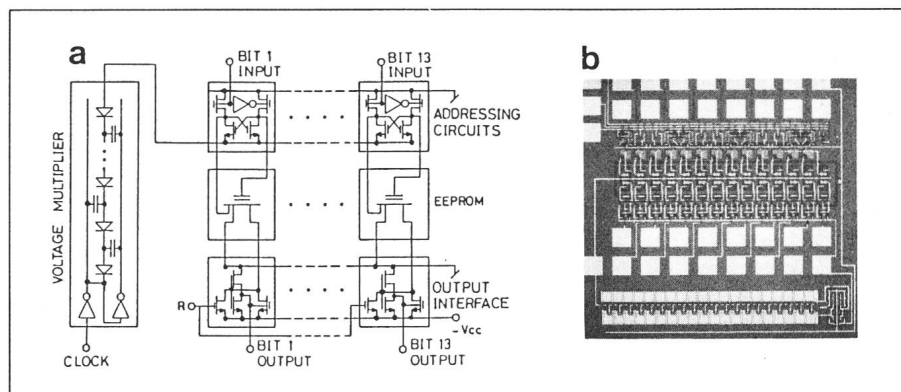 a
b
BIT 1
INPUT
BIT 13
INPUT
ADDRESSING
CIRCUITS
VOLTAGE MULTIPLIER
EEPROM
OUTPUT
INTERFACE
R
-Vcc
CLOCK
BIT 1
OUTPUT
BIT 13
OUTPUT